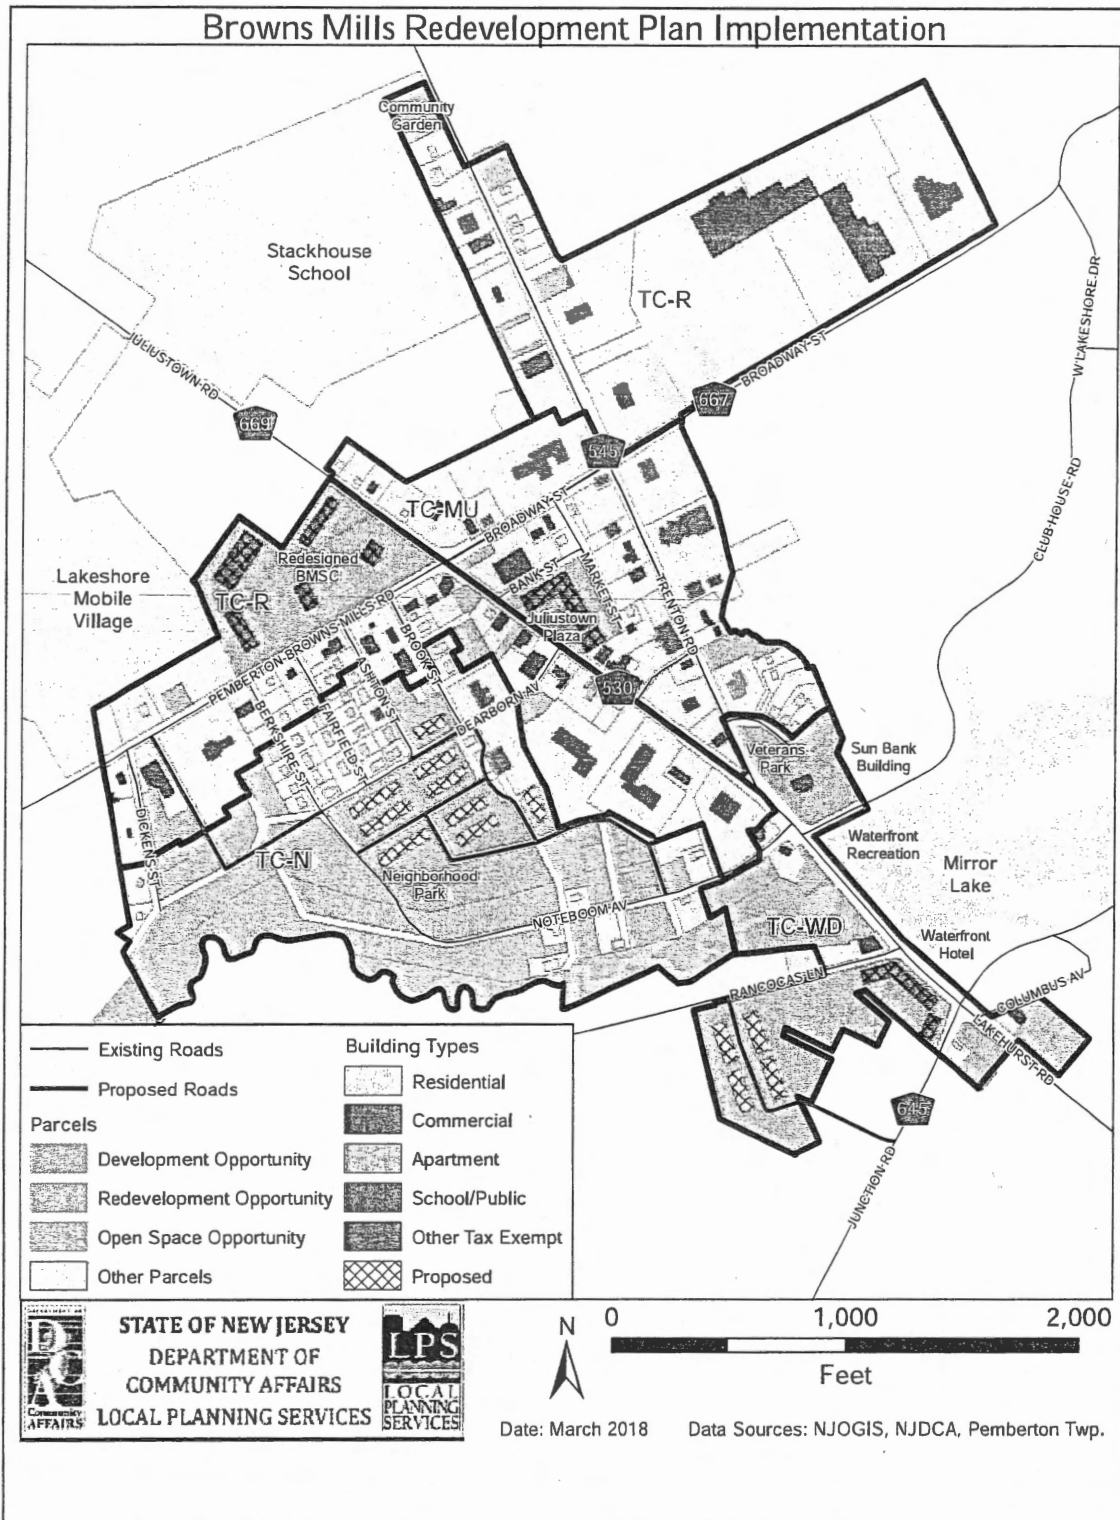 Browns Mills Redevelopment Plan Implementation
Community
Garden
Stackhouse
School
TC-R
W LAKESHORE DR
JULIUSTOWN RD
BROADWAY ST
667
669
545
CLUB HOUSE RD
TC-MU
BROADWAY ST
Redesigned
BMSC
BANK ST
MARKET ST
TRENTON RD
Lakeshore
Mobile
Village
TC-R
Juliustown
Plaza
PEMBERTON BROWNS MILLS RD
BROOK ST
ASHTON ST
530
DEARBORN AV
BERKSHIRE ST
FAIRFIELD ST
Veterans
Park
Sun Bank
Building
DICKENS ST
TC-N
Waterfront
Recreation
Mirror
Lake
Neighborhood
Park
NOTEBOOM AV
TC-WD
Waterfront
Hotel
RANCOCAS LN
COLUMBUS AV
LAKEHURST RD
645
JUNCTION RD
Existing Roads
Proposed Roads
Parcels
Development Opportunity
Redevelopment Opportunity
Open Space Opportunity
Other Parcels
Building Types
Residential
Commercial
Apartment
School/Public
Other Tax Exempt
Proposed
DCA
Community
AFFAIRS
STATE OF NEW JERSEY
DEPARTMENT OF
COMMUNITY AFFAIRS
LOCAL PLANNING SERVICES
LPS
LOCAL
PLANNING
SERVICES
N
0 1,000 2,000
Feet
Date: March 2018 Data Sources: NJOGIS, NJDCA, Pemberton Twp.